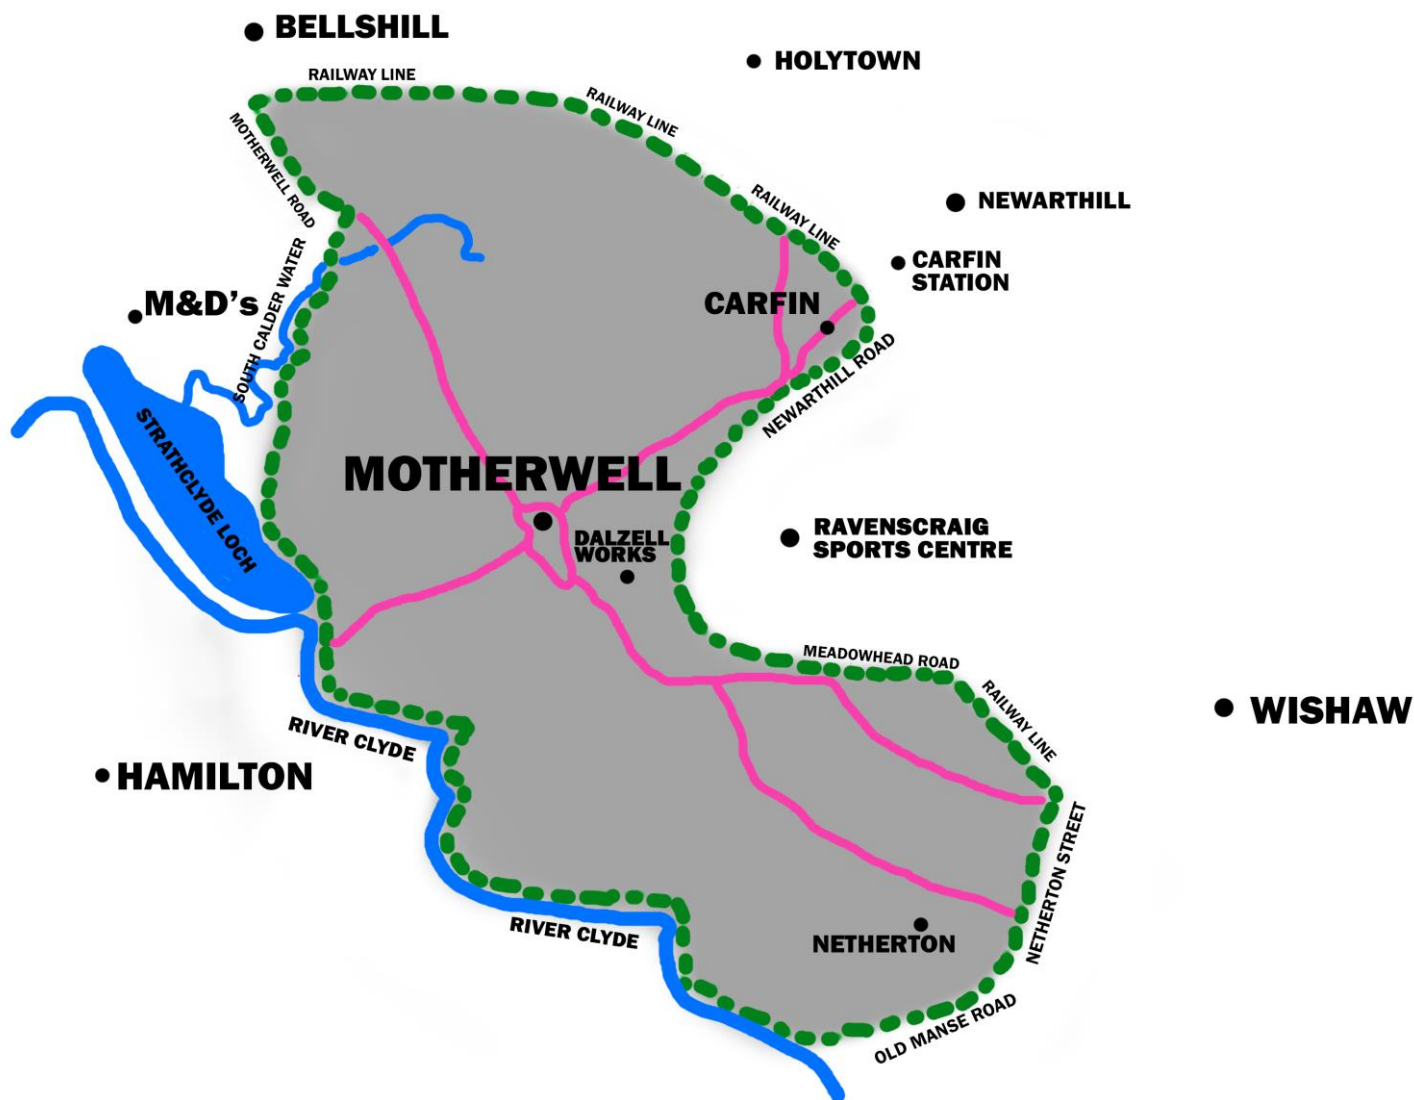 BELLSHILL
HOLYTOWN
RAILWAY LINE
RAILWAY LINE
MOTHERWELL ROAD
RAILWAY LINE
NEWARTHILL
CARFIN
STATION
M&D's
SOUTH CALDER WATER
CARFIN
NEWARTHILL ROAD
STRATHCLYDE LOCH
MOTHERWELL
DALZELL
WORKS
RAVENSCRAIG
SPORTS CENTRE
MEADOWHEAD ROAD
RAILWAY LINE
WISHAW
RIVER CLYDE
HAMILTON
NETHERTON STREET
RIVER CLYDE
NETHERTON
OLD MANSE ROAD